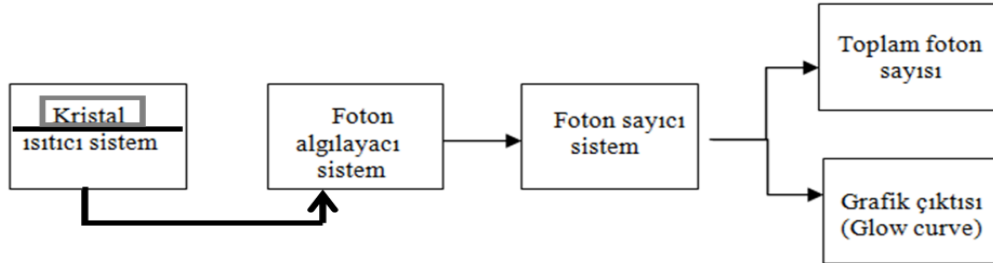 Kristal
ısıtıcı sistem
Foton
algılayacı
sistem
Foton sayıcı
sistem
Toplam foton
sayısı
Grafik çıktısı
(Glow curve)